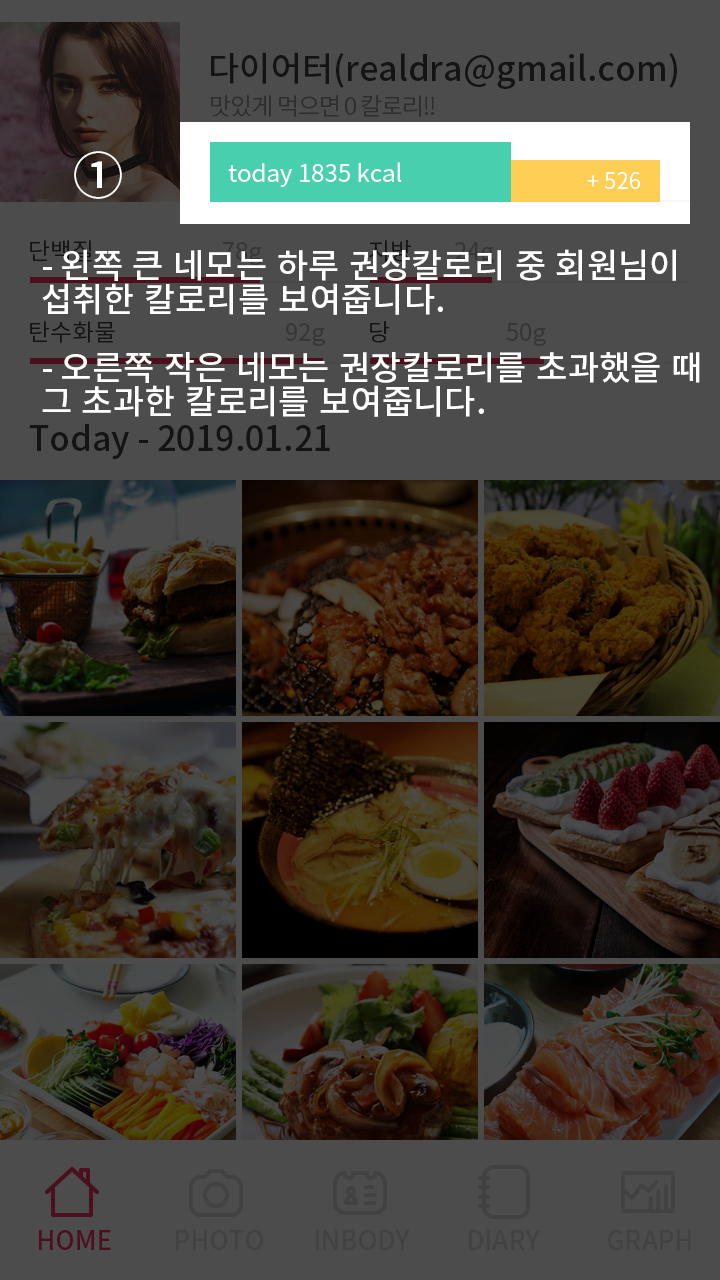 다이어터(realdra@gmail.com)
맛있게 먹으면 0 칼로리!!
today 1835 kcal
+ 526
①
단백질 78g 지방 24g
- 왼쪽 큰 네모는 하루 권장칼로리 중 회원님이
섭취한 칼로리를 보여줍니다.
탄수화물 92g 당 50g
- 오른쪽 작은 네모는 권장칼로리를 초과했을 때
그 초과한 칼로리를 보여줍니다.
Today - 2019.01.21
HOME PHOTO INBODY DIARY GRAPH